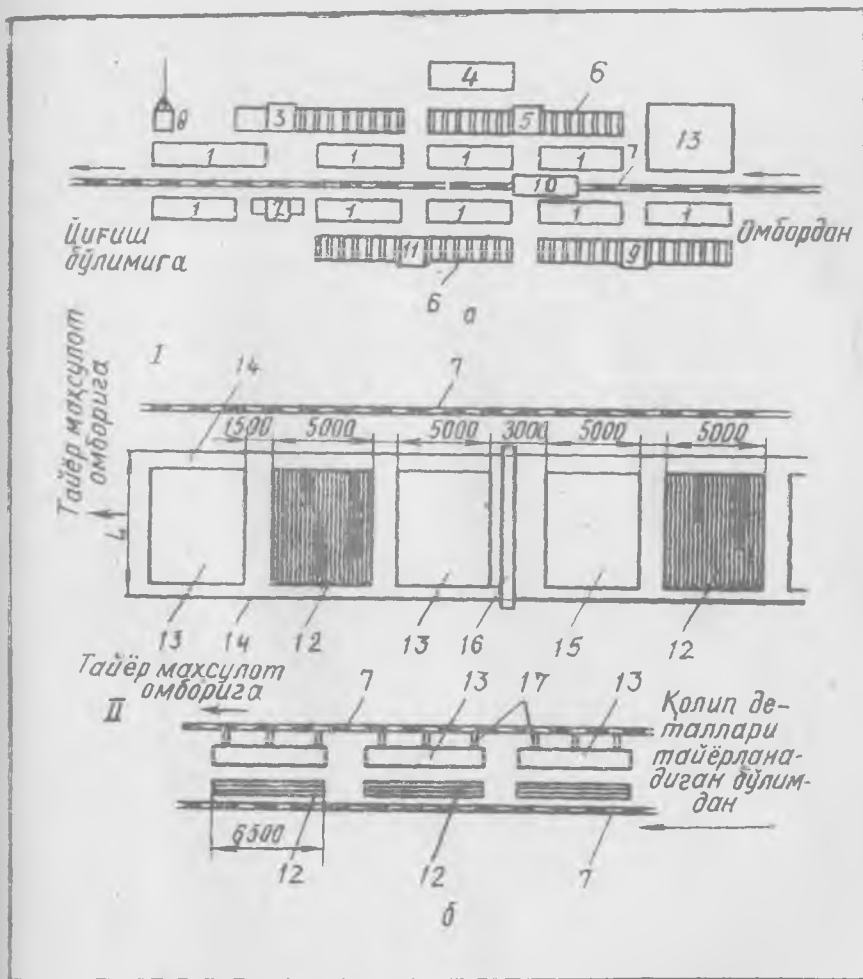 4
6
8
3
5
13
1
1
1
1
7
10
1
2
1
1
1
1
Йиғиш
бўлимига
Омбордан
11
9
6
а
Тайёр маҳсулот
омборига
I
14
7
1500
5000
5000
3000
5000
5000
L
13
14
12
13
16
15
12
Тайёр маҳсулот
омборига
II
7
13
17
13
Қолип де-
таллари
тайёрлана-
диган бўлим-
дан
6500
12
12
7
б